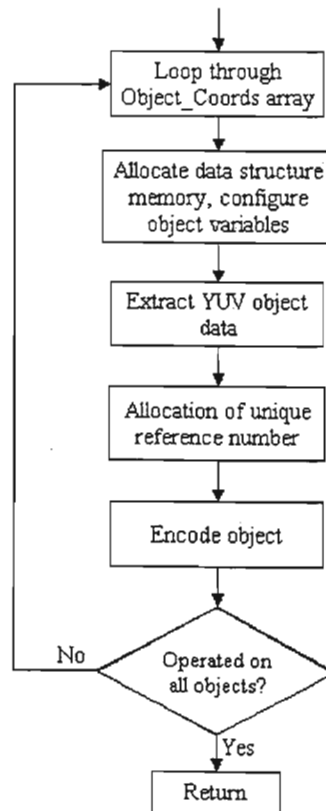 Loop through
Object_Coords array
Allocate data structure
memory, configure
object variables
Extract YUV object
data
Allocation of unique
reference number
Encode object
Operated on
all objects?
No
Yes
Return